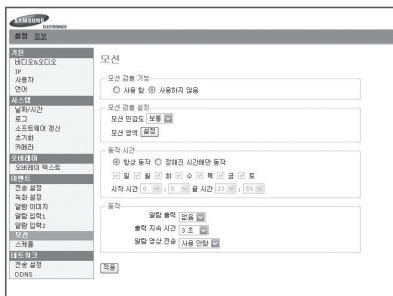 SAMSUNG
ELECTRONICS
설정 정보
기본
비디오&오디오
IP
사용자
언어
시스템
날짜/시간
로그
소프트웨어 갱신
초기화
카메라
오버레이
오버레이 텍스트
이벤트
전송 설정
녹화 설정
알람 이미지
알람 입력1
알람 입력2
모션
스케쥴
네트워크
전송 설정
DDNS
모션
모션 검출 기능
사용 함 사용하지 않음
모션 검출 설정
모션 민감도 보통
모션 영역 설정
동작 시간
항상 동작 정해진 시간에만 동작
일 월 화 수 목 금 토
시작 시간 0 : 0 끝 시간 23 : 59
동작
알람 출력 없음
출력 지속 시간 3 초
알람 영상 전송 사용 안함
적용